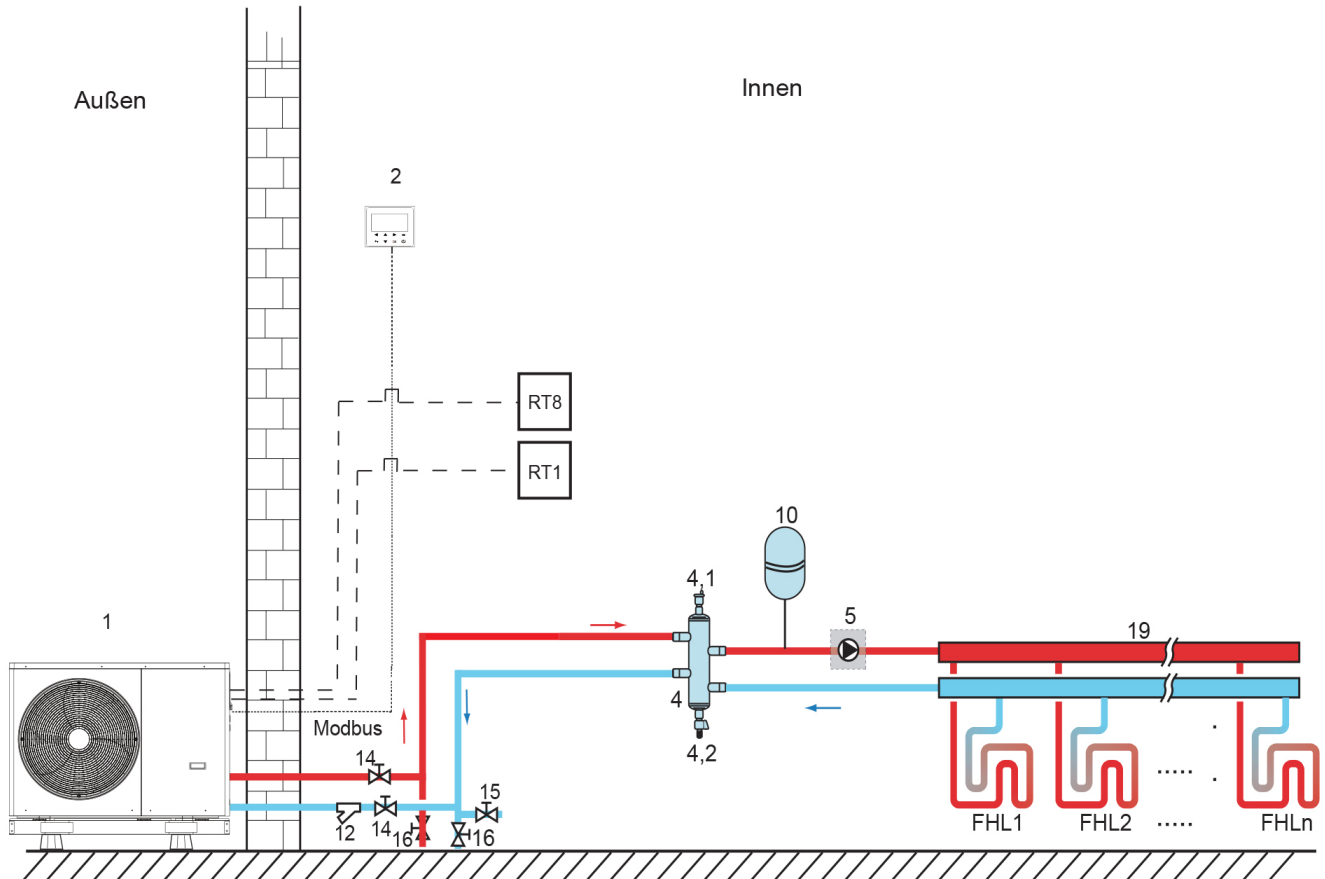 Außen
Innen
2
RT8
RT1
10
4,1
1
5
19
4
Modbus
4,2
14
15
12
14
16
16
FHL1
FHL2
.....
FHLn
.....